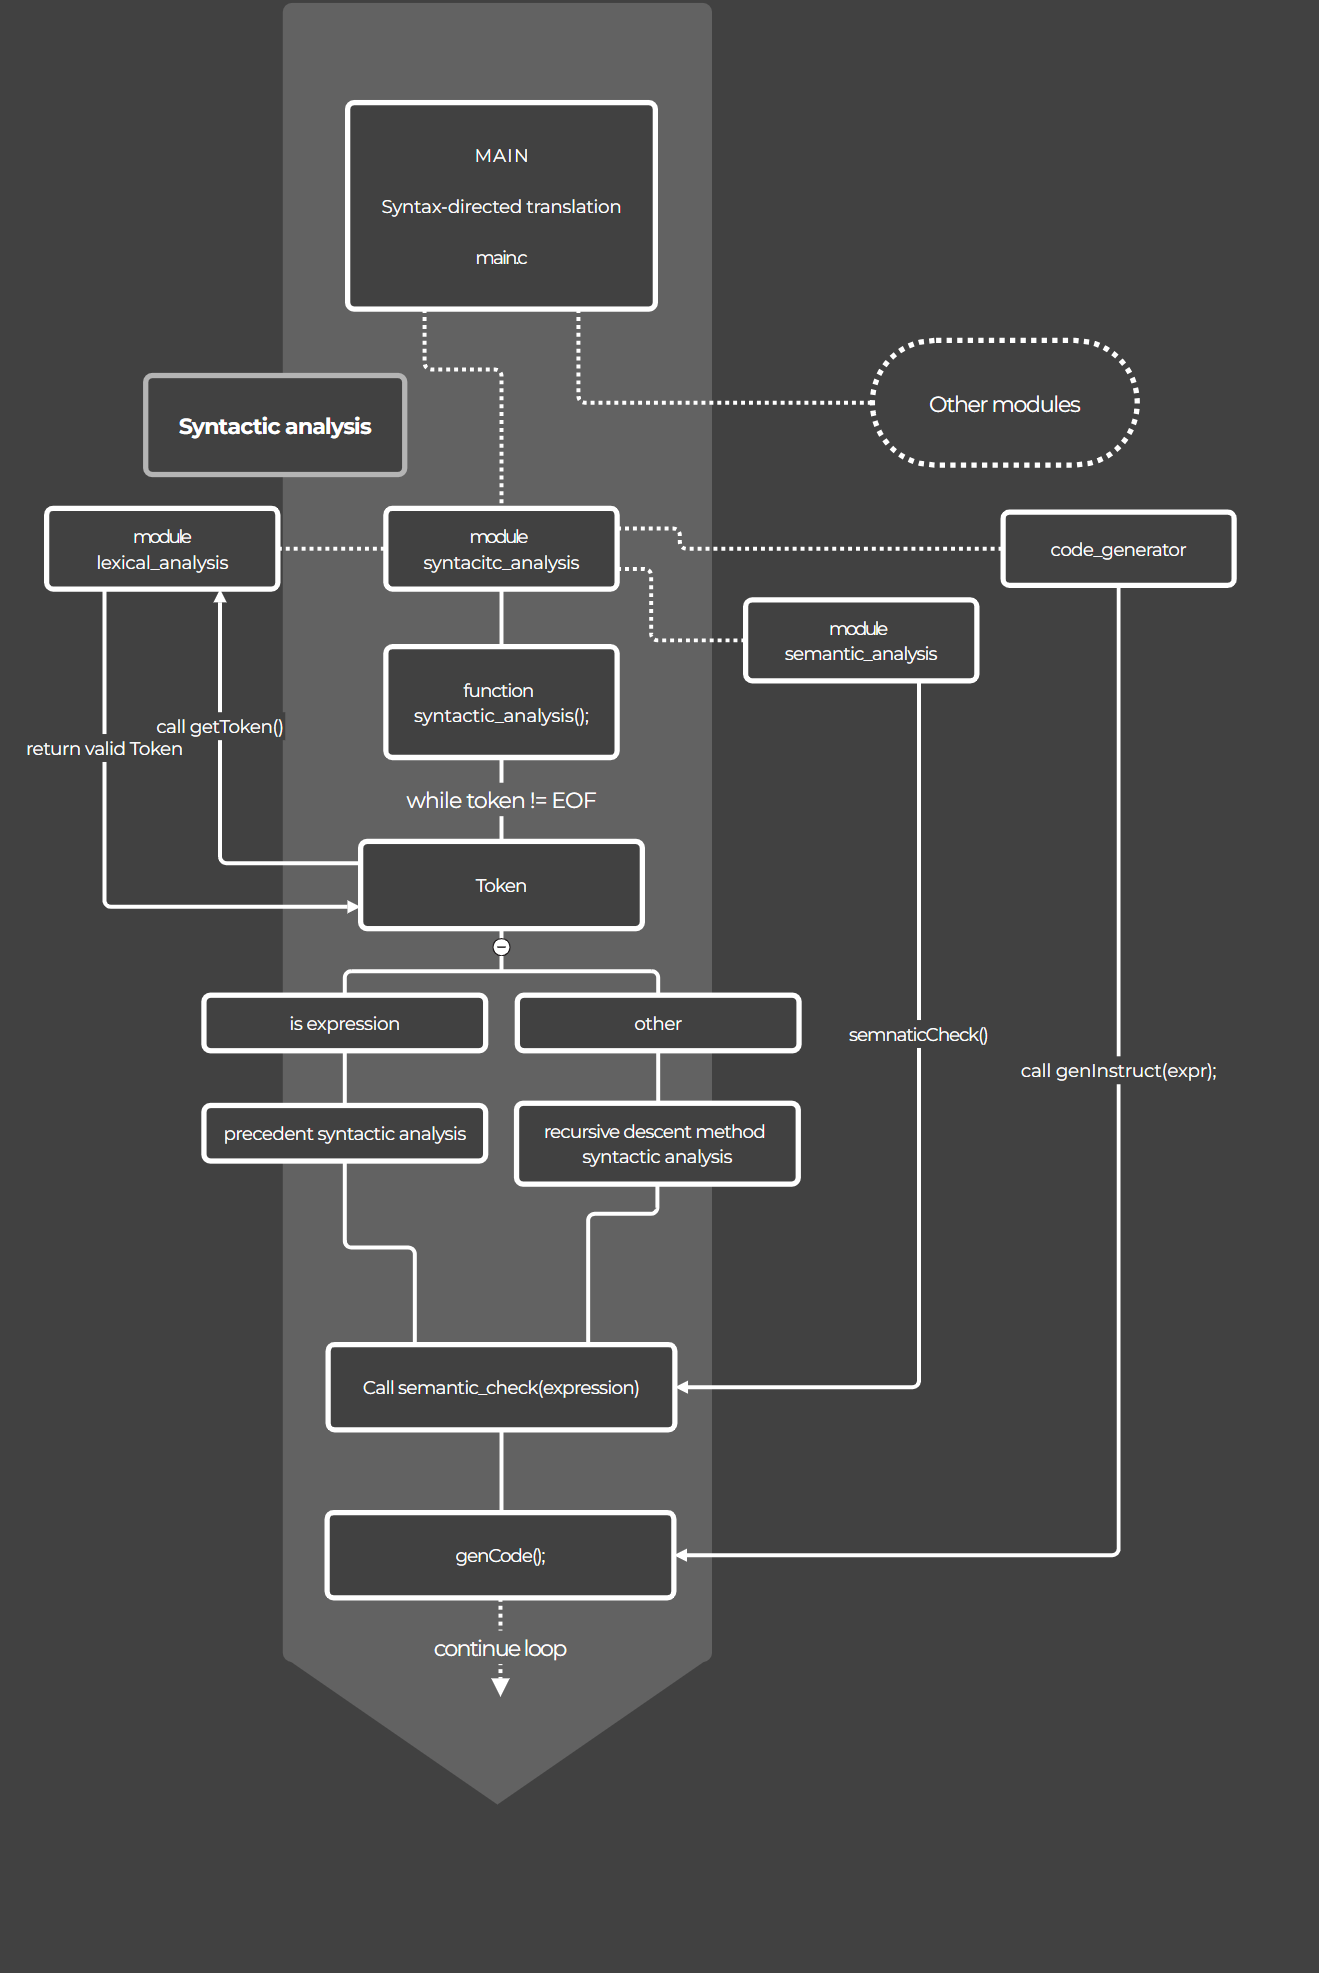 MAIN
Syntax-directed translation
main.c
Other modules
Syntactic analysis
module
lexical_analysis
module
syntacitc_analysis
code_generator
module
semantic_analysis
function
syntactic_analysis();
call getToken()
return valid Token
while token != EOF
Token
is expression
other
semnaticCheck()
call genInstruct(expr);
precedent syntactic analysis
recursive descent method
syntactic analysis
Call semantic_check(expression)
genCode();
continue loop